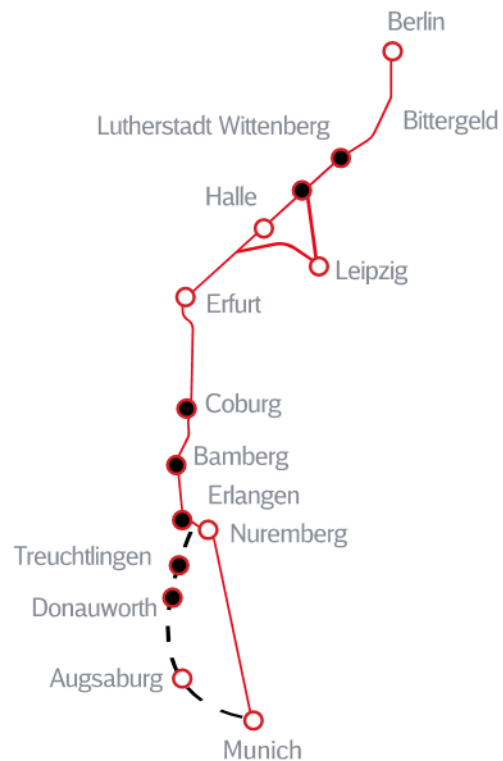 Berlin
Bittergeld
Lutherstadt Wittenberg
Halle
Leipzig
Erfurt
Coburg
Bamberg
Erlangen
Nuremberg
Treuchtlingen
Donauworth
Augsaburg
Munich